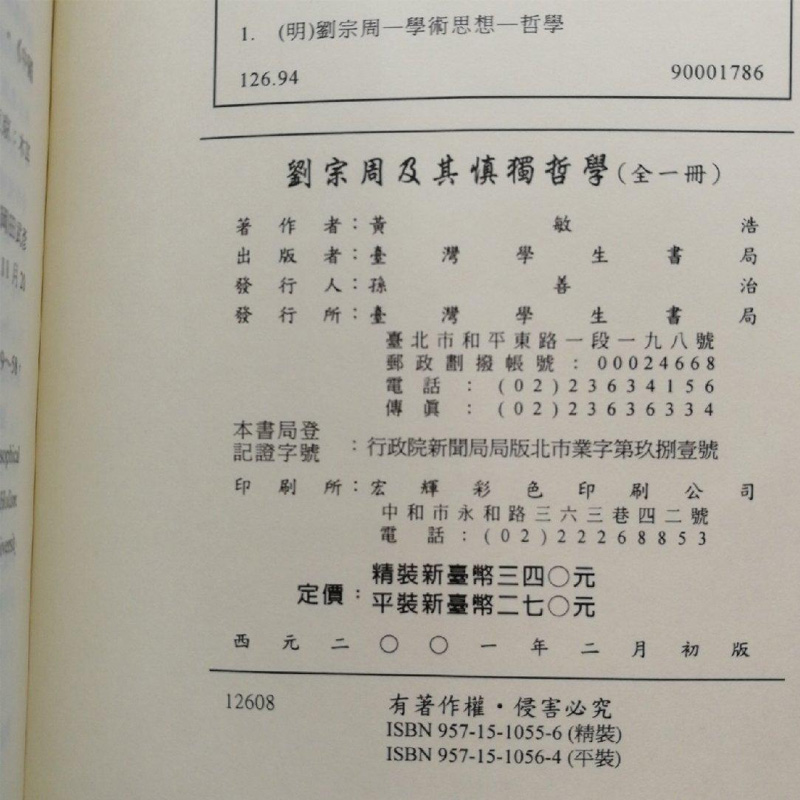 1. (明)劉宗周—學術思想—哲學
126.94 90001786
劉宗周及其慎獨哲學(全一冊)
著作者：黃敏浩
出版者：臺灣學生書局
發行人：孫善治
發行所：臺灣學生書局
臺北市和平東路一段一九八號
郵政劃撥帳號：00024668
電話：(02)23634156
傳眞：(02)23636334
本書局登
記證字號：行政院新聞局局版北市業字第玖捌壹號
印刷所：宏輝彩色印刷公司
中和市永和路三六三巷四二號
電話：(02)22268853
定價：精裝新臺幣三四〇元
平裝新臺幣二七〇元
西元二〇〇一年二月初版
12608 有著作權・侵害必究
ISBN 957-15-1055-6 (精裝)
ISBN 957-15-1056-4 (平裝)